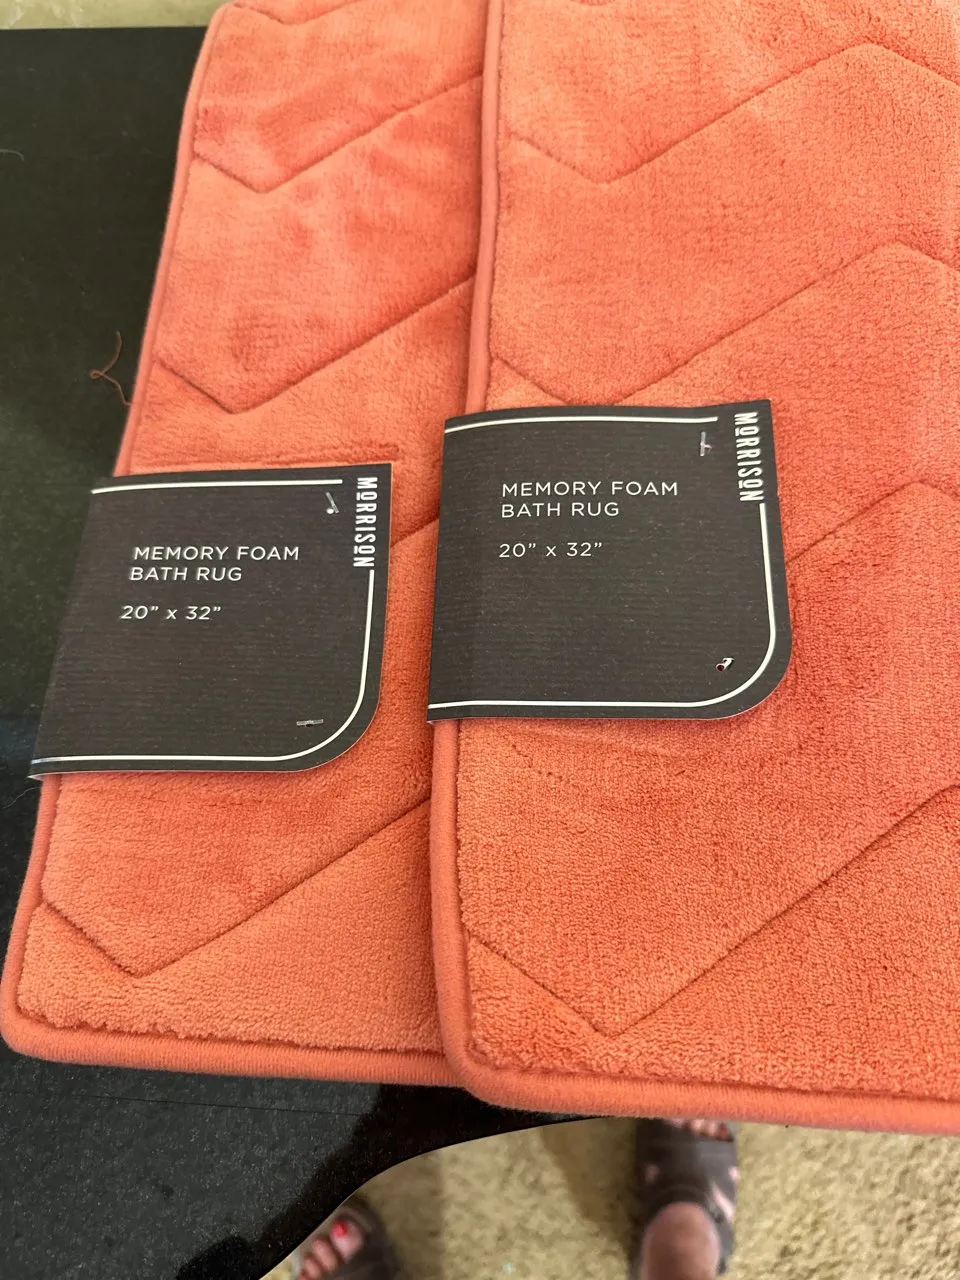 MORRISON
MEMORY FOAM
BATH RUG
20” x 32”
MORRISON
MEMORY FOAM
BATH RUG
20” x 32”